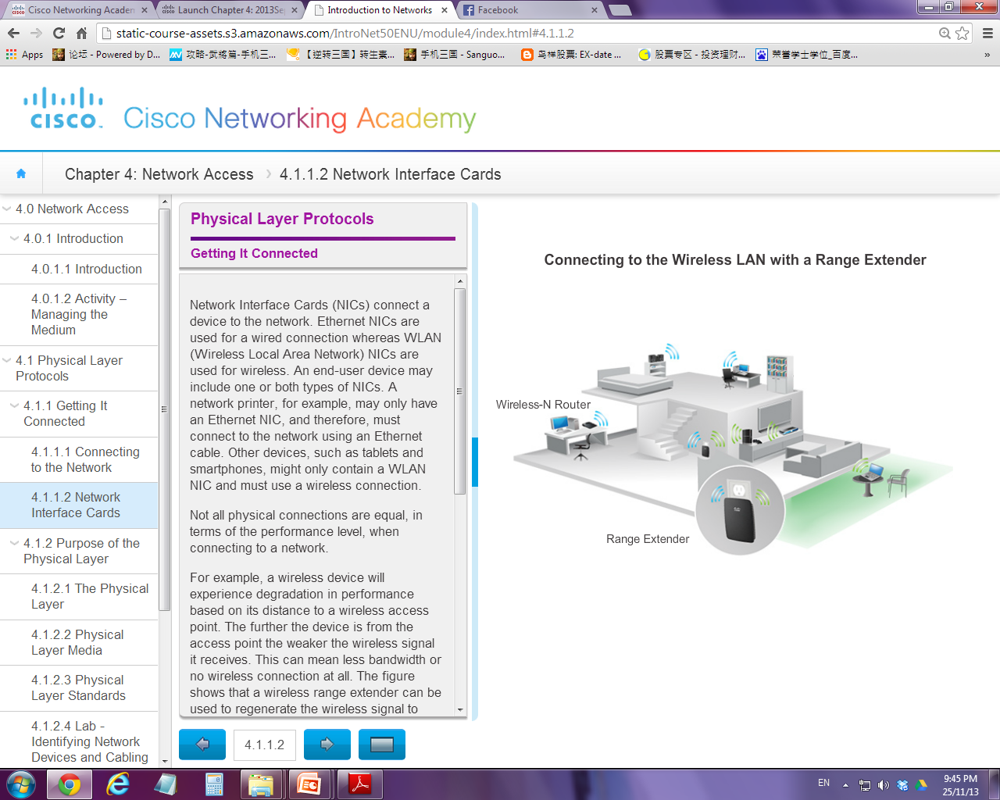 Cisco Networking Academ
Launch Chapter 4: 2013Sep
Introduction to Networks
Facebook
static-course-assets.s3.amazonaws.com/IntroNet50ENU/module4/index.html#4.1.1.2
Apps
论坛 - Powered by D...
攻略-武將篇-手机三...
【逆转三国】转生素...
手机三国 - Sanguo...
鸟样股票: EX-date ...
股票专区 - 投资理财...
荣誉学士学位_百度...
»
CISCO
Cisco Networking Academy
Chapter 4: Network Access
4.1.1.2 Network Interface Cards
4.0 Network Access
4.0.1 Introduction
4.0.1.1 Introduction
4.0.1.2 Activity –
Managing the
Medium
4.1 Physical Layer
Protocols
4.1.1 Getting It
Connected
4.1.1.1 Connecting
to the Network
4.1.1.2 Network
Interface Cards
4.1.2 Purpose of the
Physical Layer
4.1.2.1 The Physical
Layer
4.1.2.2 Physical
Layer Media
4.1.2.3 Physical
Layer Standards
4.1.2.4 Lab -
Identifying Network
Devices and Cabling
Physical Layer Protocols
Getting It Connected
Network Interface Cards (NICs) connect a
device to the network. Ethernet NICs are
used for a wired connection whereas WLAN
(Wireless Local Area Network) NICs are
used for wireless. An end-user device may
include one or both types of NICs. A
network printer, for example, may only have
an Ethernet NIC, and therefore, must
connect to the network using an Ethernet
cable. Other devices, such as tablets and
smartphones, might only contain a WLAN
NIC and must use a wireless connection.
Not all physical connections are equal, in
terms of the performance level, when
connecting to a network.
For example, a wireless device will
experience degradation in performance
based on its distance to a wireless access
point. The further the device is from the
access point the weaker the wireless signal
it receives. This can mean less bandwidth or
no wireless connection at all. The figure
shows that a wireless range extender can be
used to regenerate the wireless signal to
4.1.1.2
Connecting to the Wireless LAN with a Range Extender
Wireless-N Router
Range Extender
EN
9:45 PM
25/11/13